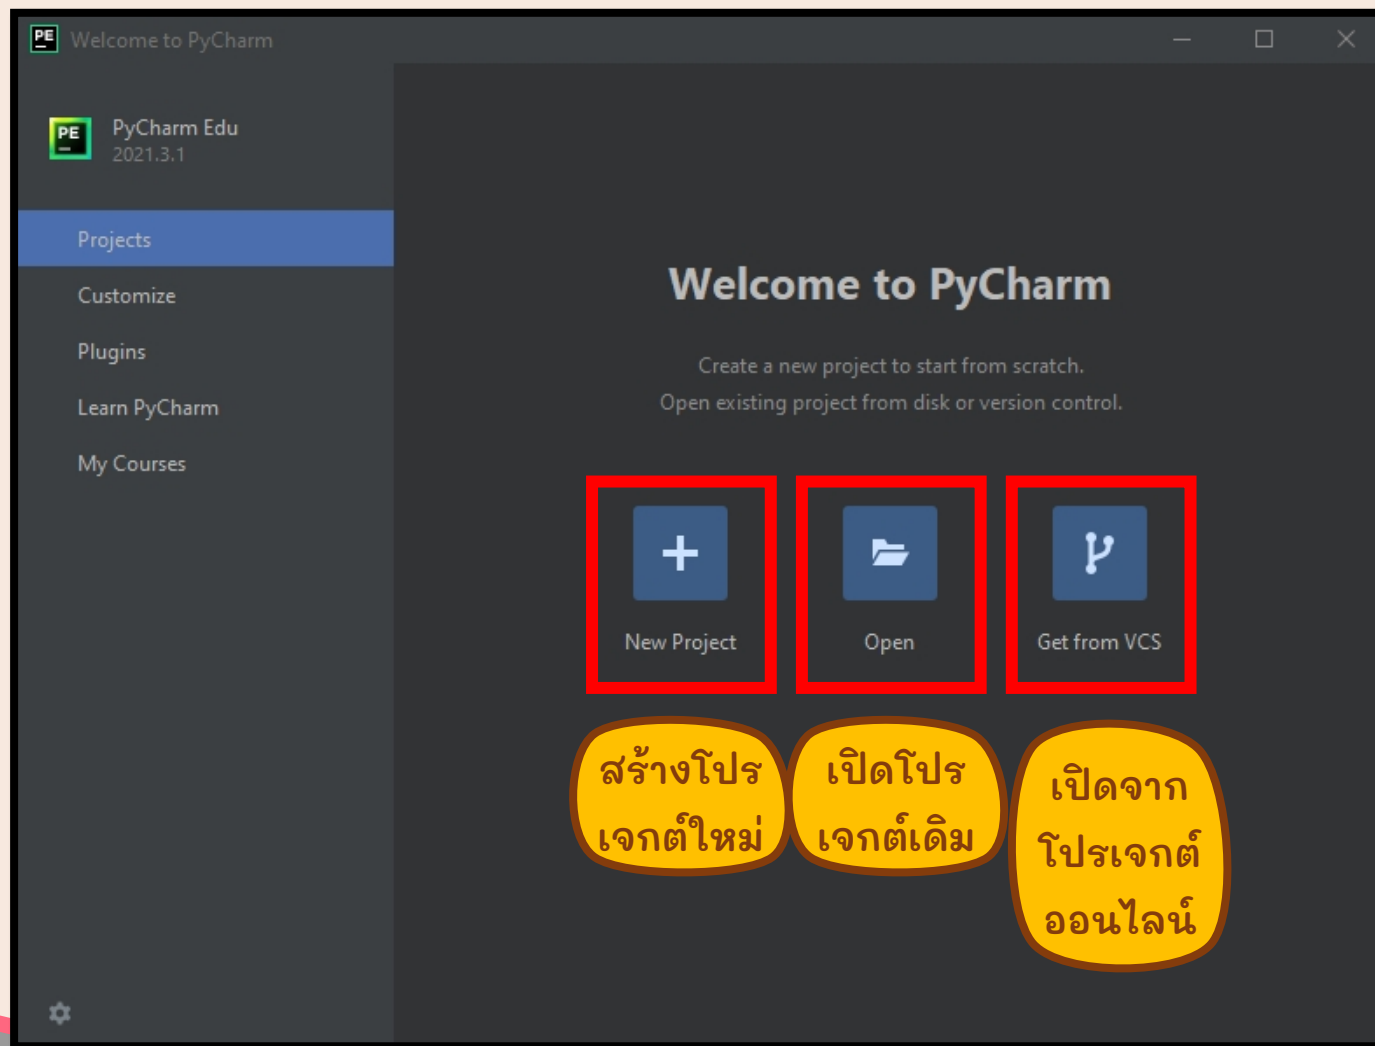 PE Welcome to PyCharm
PE PyCharm Edu
2021.3.1
Projects
Customize
Plugins
Learn PyCharm
My Courses
Welcome to PyCharm
Create a new project to start from scratch.
Open existing project from disk or version control.
New Project
Open
Get from VCS
สร้างโปร
เจกต์ใหม่
เปิดโปร
เจกต์เดิม
เปิดจาก
โปรเจกต์
ออนไลน์